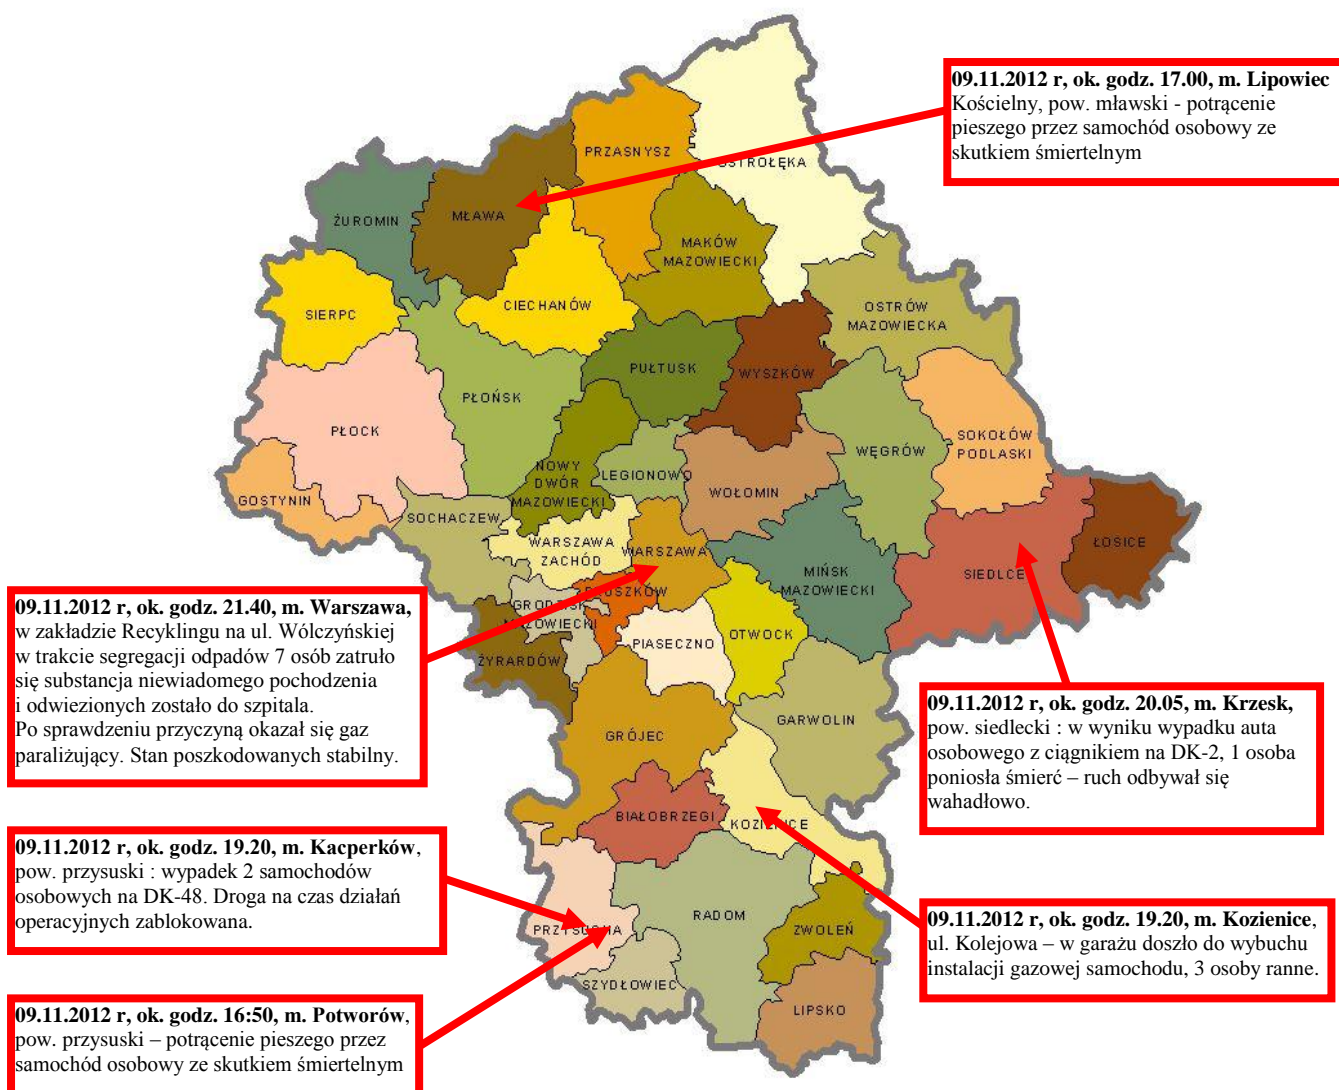 09.11.2012 r, ok. godz. 17.00, m. Lipowiec
Kościelny, pow. mławski - potrącenie
pieszego przez samochód osobowy ze
skutkiem śmiertelnym
PRZASNYSZ
OSTROŁĘKA
ŻUROMIN
MŁAWA
MAKÓW
MAZOWIECKI
SIERPC
CIECHANÓW
OSTRÓW
MAZOWIECKA
PŁOCK
PŁOŃSK
PUŁTUSK
WYSZKÓW
WĘGRÓW
SOKOŁÓW
PODLASKI
GOSTYNIN
SOCHACZEW
NOWY
DWÓR
MAZOWIECKI
LEGIONOWO
WOŁOMIN
WARSZAWA
ZACHÓD
WARSZAWA
MIŃSK
MAZOWIECKI
SIEDLCE
ŁOSICE
GRODZISK
MAZOWIECKI
PRUSZKÓW
PIASECZNO
OTWOCK
ŻYRARDÓW
GRÓJEC
GARWOLIN
BIAŁOBRZEGI
KOZIENICE
PRZYSUCHA
RADOM
ZWOLEŃ
SZYDŁOWIEC
LIPSKO
09.11.2012 r, ok. godz. 21.40, m. Warszawa,
w zakładzie Recyklingu na ul. Wólczyńskiej
w trakcie segregacji odpadów 7 osób zatruło
się substancja niewiadomego pochodzenia
i odwiezionych zostało do szpitala.
Po sprawdzeniu przyczyną okazał się gaz
paraliżujący. Stan poszkodowanych stabilny.
09.11.2012 r, ok. godz. 20.05, m. Krzesk,
pow. siedlecki : w wyniku wypadku auta
osobowego z ciągnikiem na DK-2, 1 osoba
poniosła śmierć – ruch odbywał się
wahadłowo.
09.11.2012 r, ok. godz. 19.20, m. Kacperków,
pow. przysuski : wypadek 2 samochodów
osobowych na DK-48. Droga na czas działań
operacyjnych zablokowana.
09.11.2012 r, ok. godz. 19.20, m. Kozienice,
ul. Kolejowa – w garażu doszło do wybuchu
instalacji gazowej samochodu, 3 osoby ranne.
09.11.2012 r, ok. godz. 16:50, m. Potworów,
pow. przysuski – potrącenie pieszego przez
samochód osobowy ze skutkiem śmiertelnym